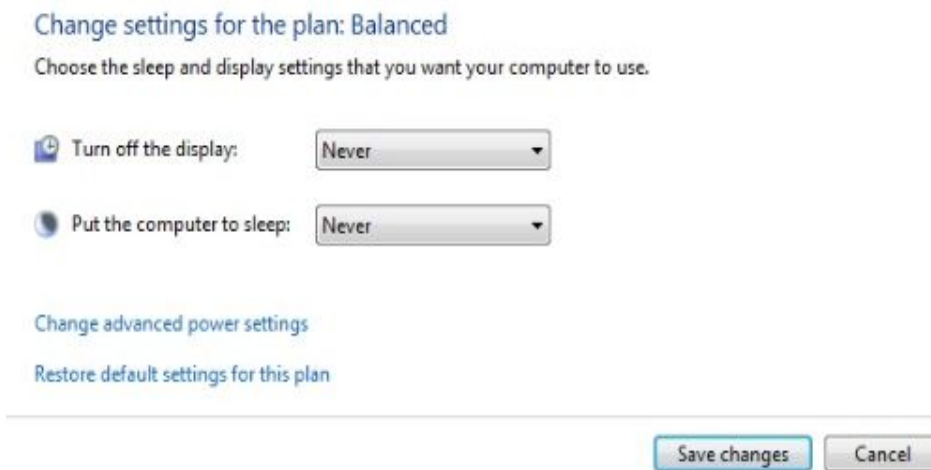 Change settings for the plan: Balanced
Choose the sleep and display settings that you want your computer to use.
Turn off the display: Never
Put the computer to sleep: Never
Change advanced power settings
Restore default settings for this plan
Save changes Cancel